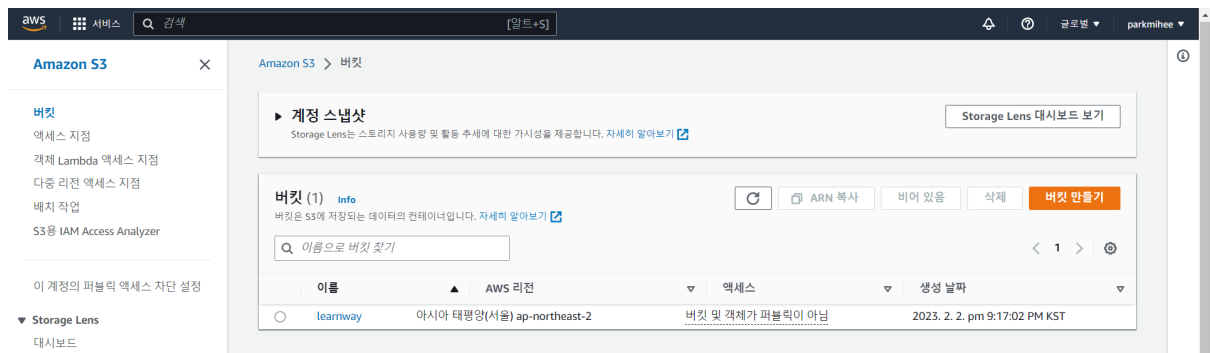 aws
서비스
검색
[알트+S]
글로벌 ▼
parkmihee ▼
Amazon S3
버킷
액세스 지점
객체 Lambda 액세스 지점
다중 리전 액세스 지점
배치 작업
S3용 IAM Access Analyzer
이 계정의 퍼블릭 액세스 차단 설정
▼ Storage Lens
대시보드
Amazon S3 > 버킷
▶ 계정 스냅샷
Storage Lens는 스토리지 사용량 및 활동 추세에 대한 가시성을 제공합니다. 자세히 알아보기
Storage Lens 대시보드 보기
버킷 (1) Info
버킷은 S3에 저장되는 데이터의 컨테이너입니다. 자세히 알아보기
ARN 복사
비어 있음
삭제
버킷 만들기
이름으로 버킷 찾기
< 1 >
이름 ▲ AWS 리전 ▽ 액세스 ▽ 생성 날짜 ▽
learnway 아시아 태평양(서울) ap-northeast-2 버킷 및 객체가 퍼블릭이 아님 2023. 2. 2. pm 9:17:02 PM KST